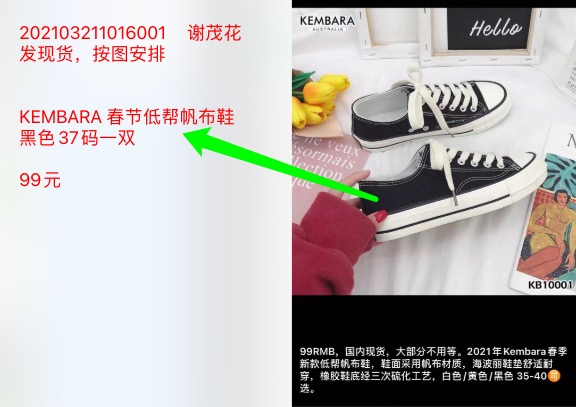 202103211016001 谢茂花
发现货，按图安排
KEMBARA 春节低帮帆布鞋
黑色37码一双
99元
KEMBARA
AUSTRALIA
Hello
ne veux
désormais
llection
ique
KB10001
99RMB，国内现货，大部分不用等。2021年Kembara春季
新款低帮帆布鞋，鞋面采用帆布材质，海波丽鞋垫舒适耐
穿，橡胶鞋底经三次硫化工艺，白色/黄色/黑色 35-40🉑
选。